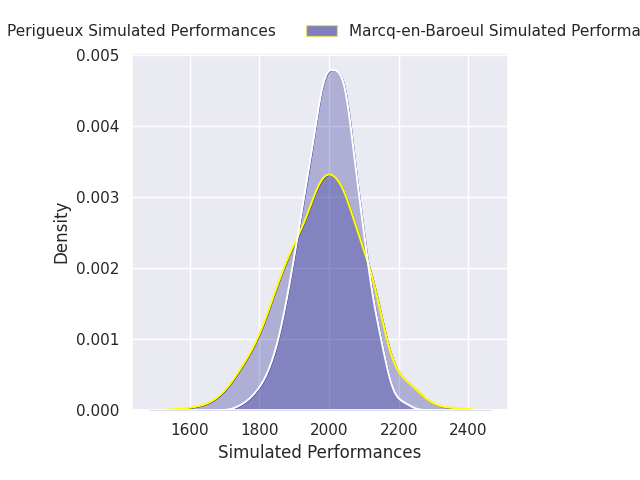 Perigueux Simulated Performances
Marcq-en-Baroeul Simulated Performa
0.005
0.004
0.003
0.002
0.001
0.000
Density
1600 1800 2000 2200 2400
Simulated Performances